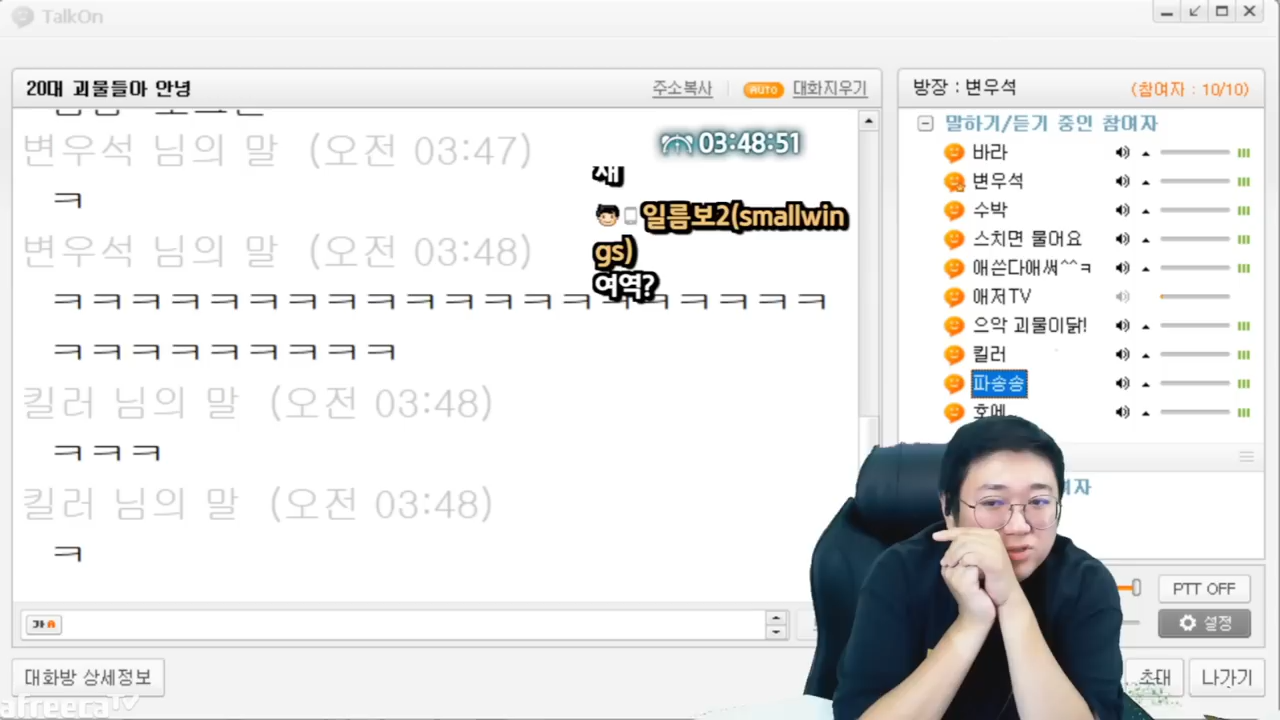 TalkOn
20대 괴물들아 안녕
주소복사
AUTO 대화지우기
변우석 님의 말 (오전 03:47)
ㅋ
변우석 님의 말 (오전 03:48)
ㅋㅋㅋㅋㅋㅋㅋㅋㅋㅋㅋㅋㅋㅋㅋㅋㅋㅋㅋㅋ
ㅋㅋㅋㅋㅋㅋㅋㅋㅋ
킬러 님의 말 (오전 03:48)
ㅋㅋㅋ
킬러 님의 말 (오전 03:48)
ㅋ
03:48:51
일름보2(smallwin
gs)
여역?
가A
대화방 상세정보
afreecaTV
방장 : 변우석
(참여자 : 10/10)
말하기/듣기 중인 참여자
바라
변우석
수박
스치면 물어요
애쓴다애써^^ㅋ
애저TV
으악 괴물이닭!
킬러
파송송
호에
여자
PTT OFF
설정
초대
나가기